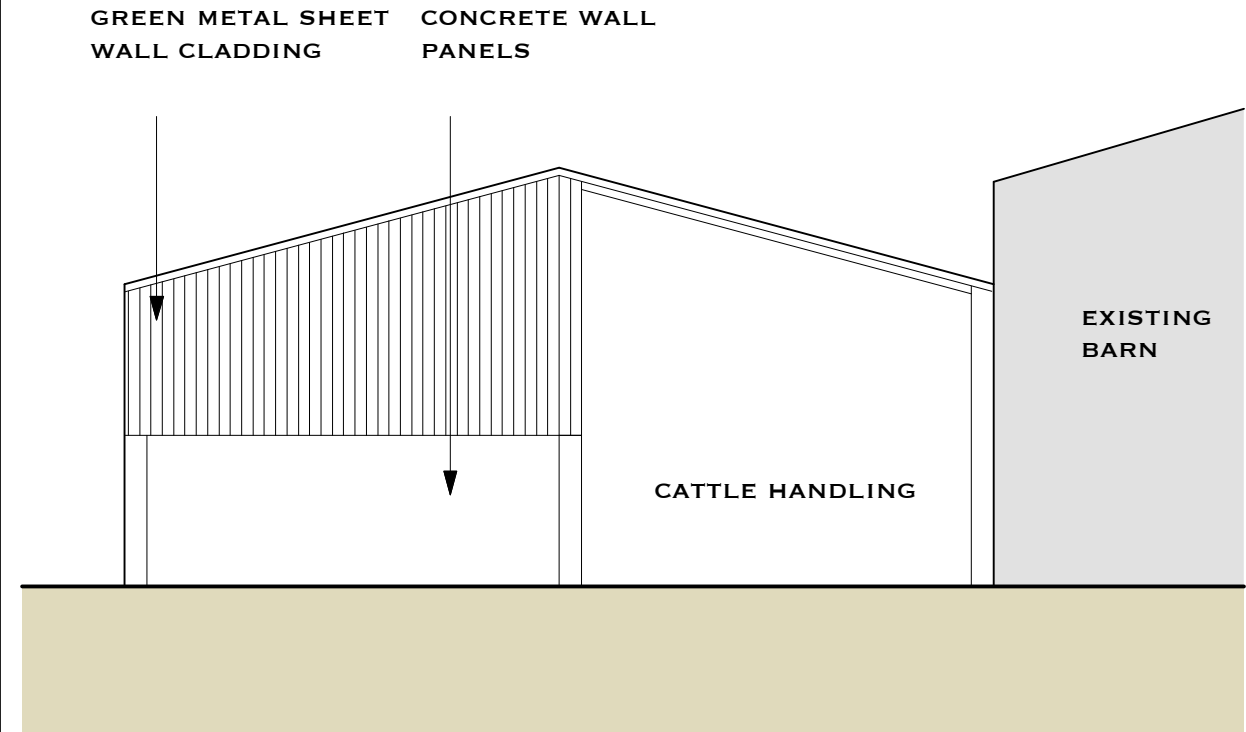 GREEN METAL SHEET
WALL CLADDING
CONCRETE WALL
PANELS
EXISTING
BARN
CATTLE HANDLING